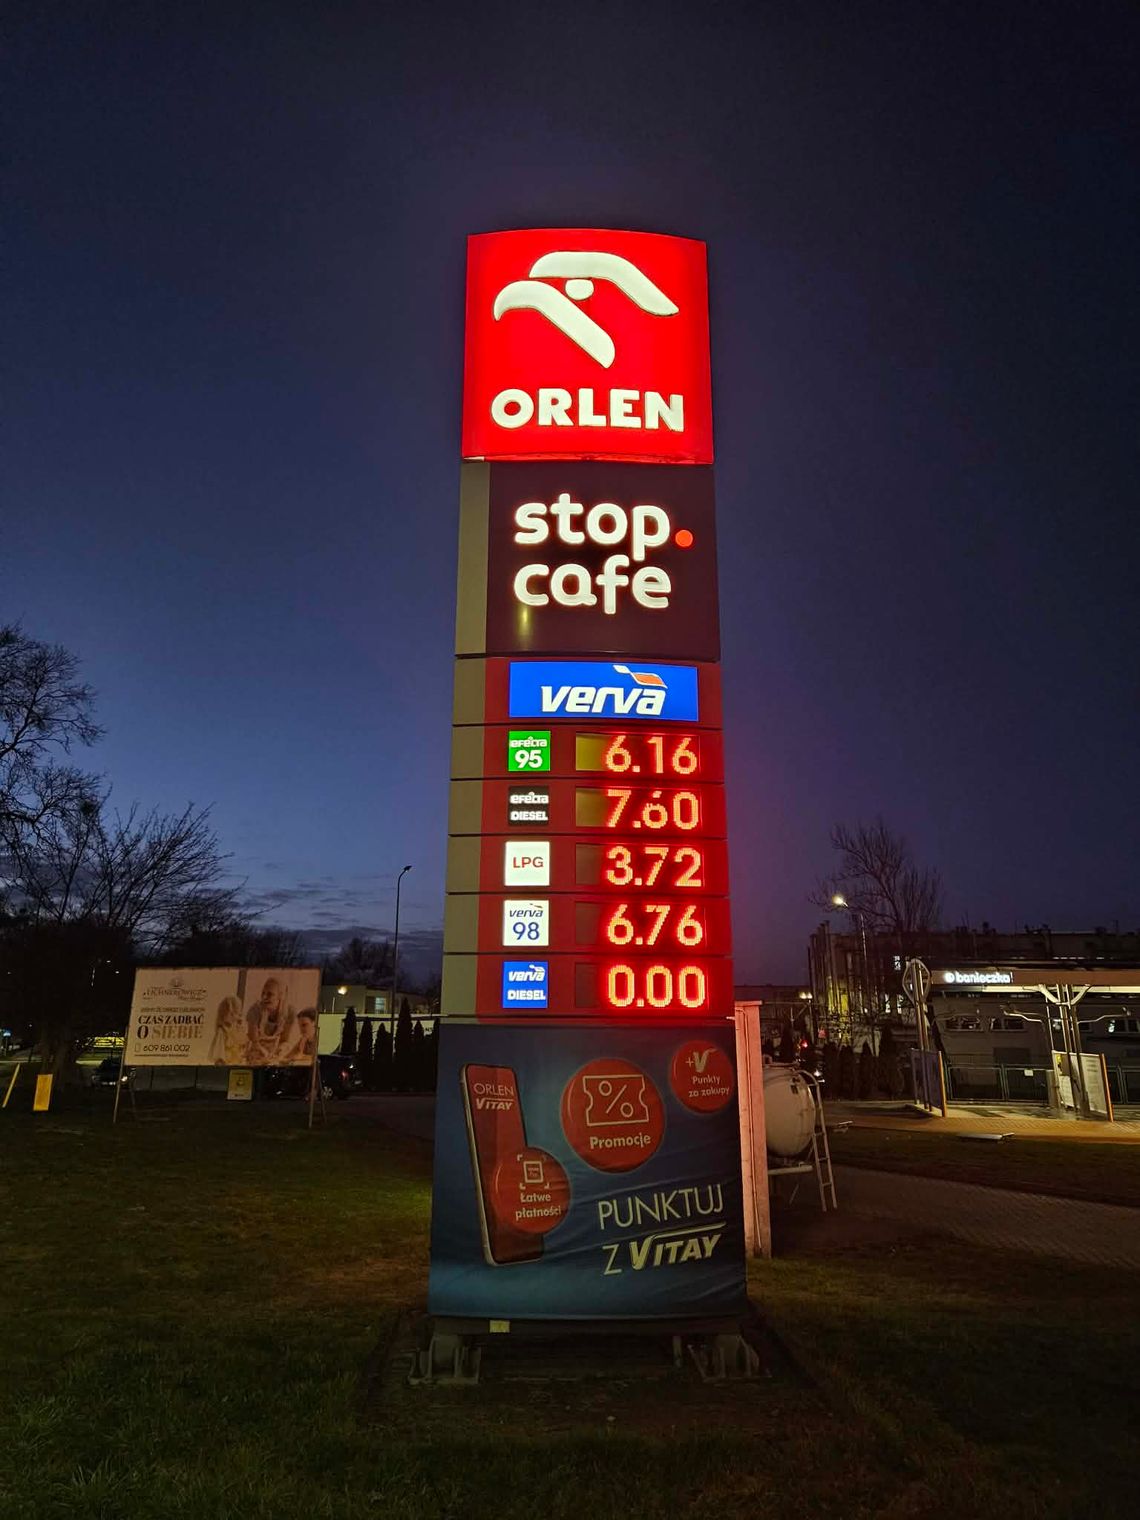 ORLEN
stop.
cafe
verva
efecta
95
6.16
efecta
DIESEL
7.60
LPG
3.72
verva
98
6.76
verva
DIESEL
0.00
ORLEN
VITAY
%
Promocje
+V
Punkty
za zakupy
Łatwe
płatności
PUNKTUJ
Z VITAY
CZAS ZADBAĆ
O SIEBIE
609 861 002